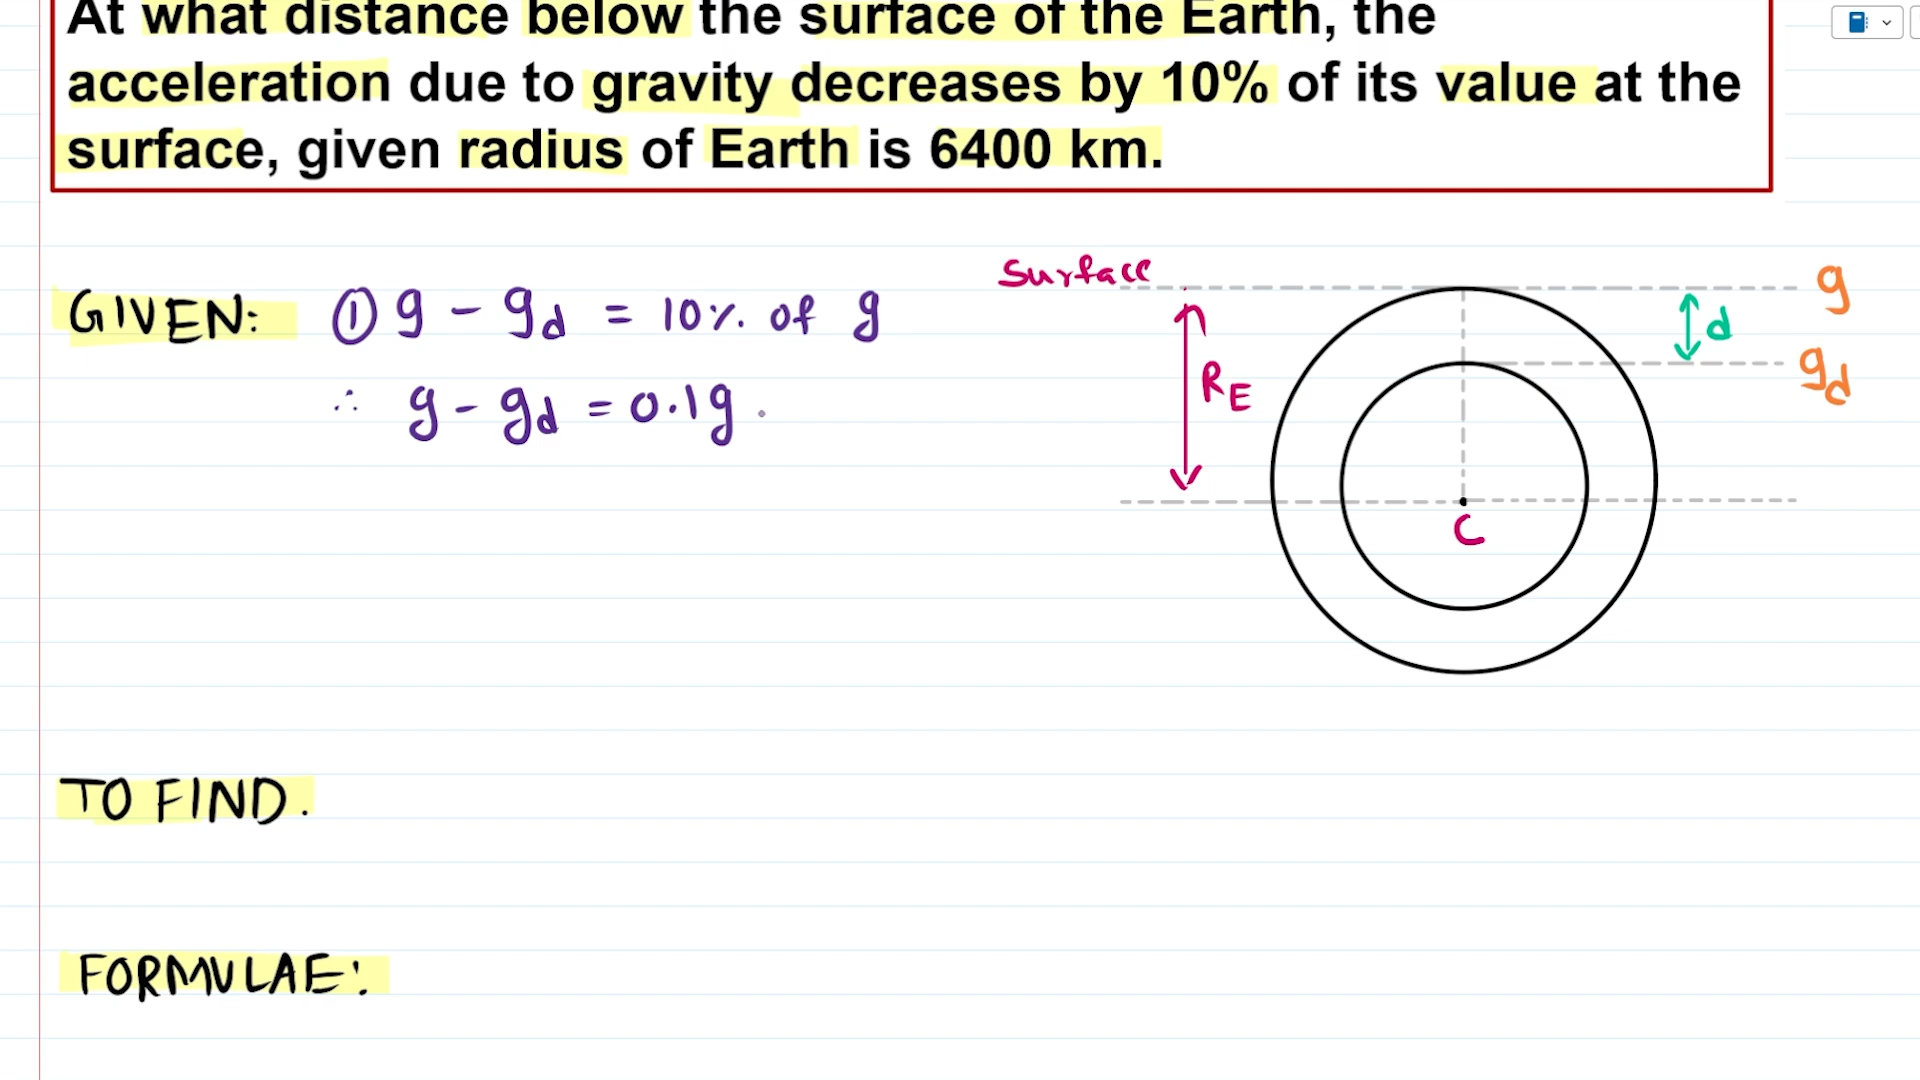 At what distance below the surface of the Earth, the
acceleration due to gravity decreases by 10% of its value at the
surface, given radius of Earth is 6400 km.
GIVEN: ① g - gd = 10% of g
∴ g - gd = 0.1g.
Surface
RE
C
d
g
gd
TO FIND.
FORMULAE: